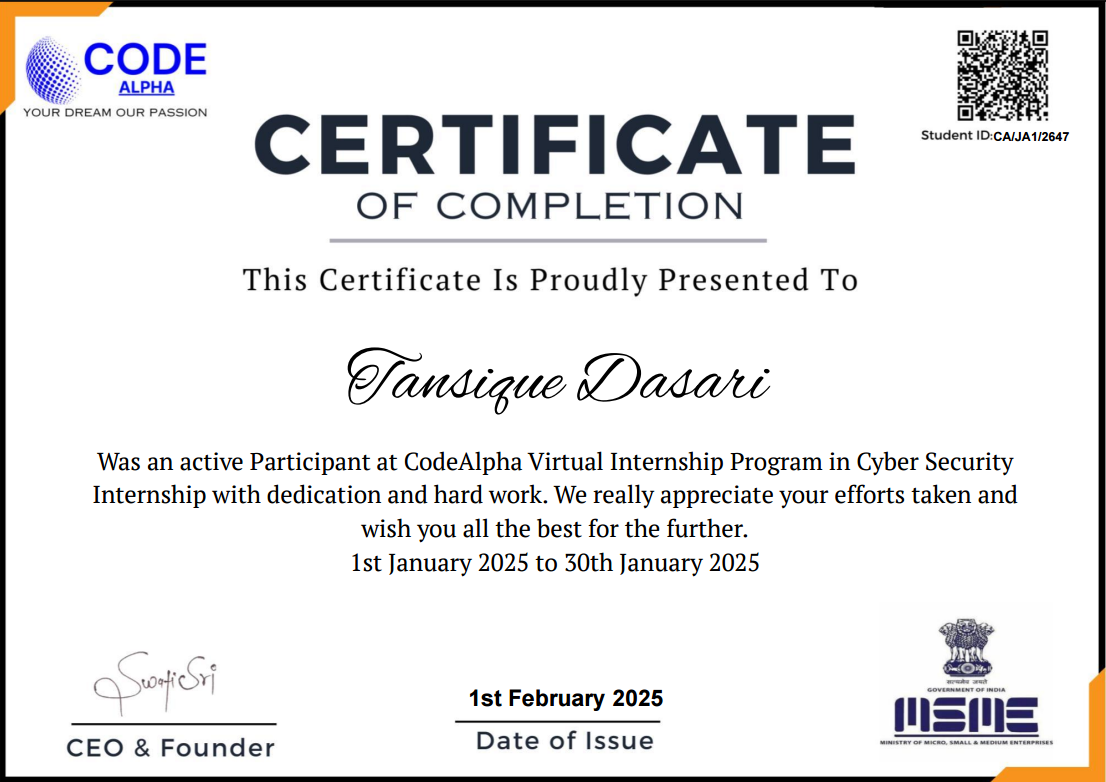 CODE
ALPHA
YOUR DREAM OUR PASSION
Student ID:CA/JA1/2647
CERTIFICATE
OF COMPLETION
This Certificate Is Proudly Presented To
Tansique Dasari
Was an active Participant at CodeAlpha Virtual Internship Program in Cyber Security
Internship with dedication and hard work. We really appreciate your efforts taken and
wish you all the best for the further.
1st January 2025 to 30th January 2025
SwatiSri
CEO & Founder
1st February 2025
Date of Issue
सत्यमेव जयते
GOVERNMENT OF INDIA
MSME
MINISTRY OF MICRO, SMALL & MEDIUM ENTERPRISES